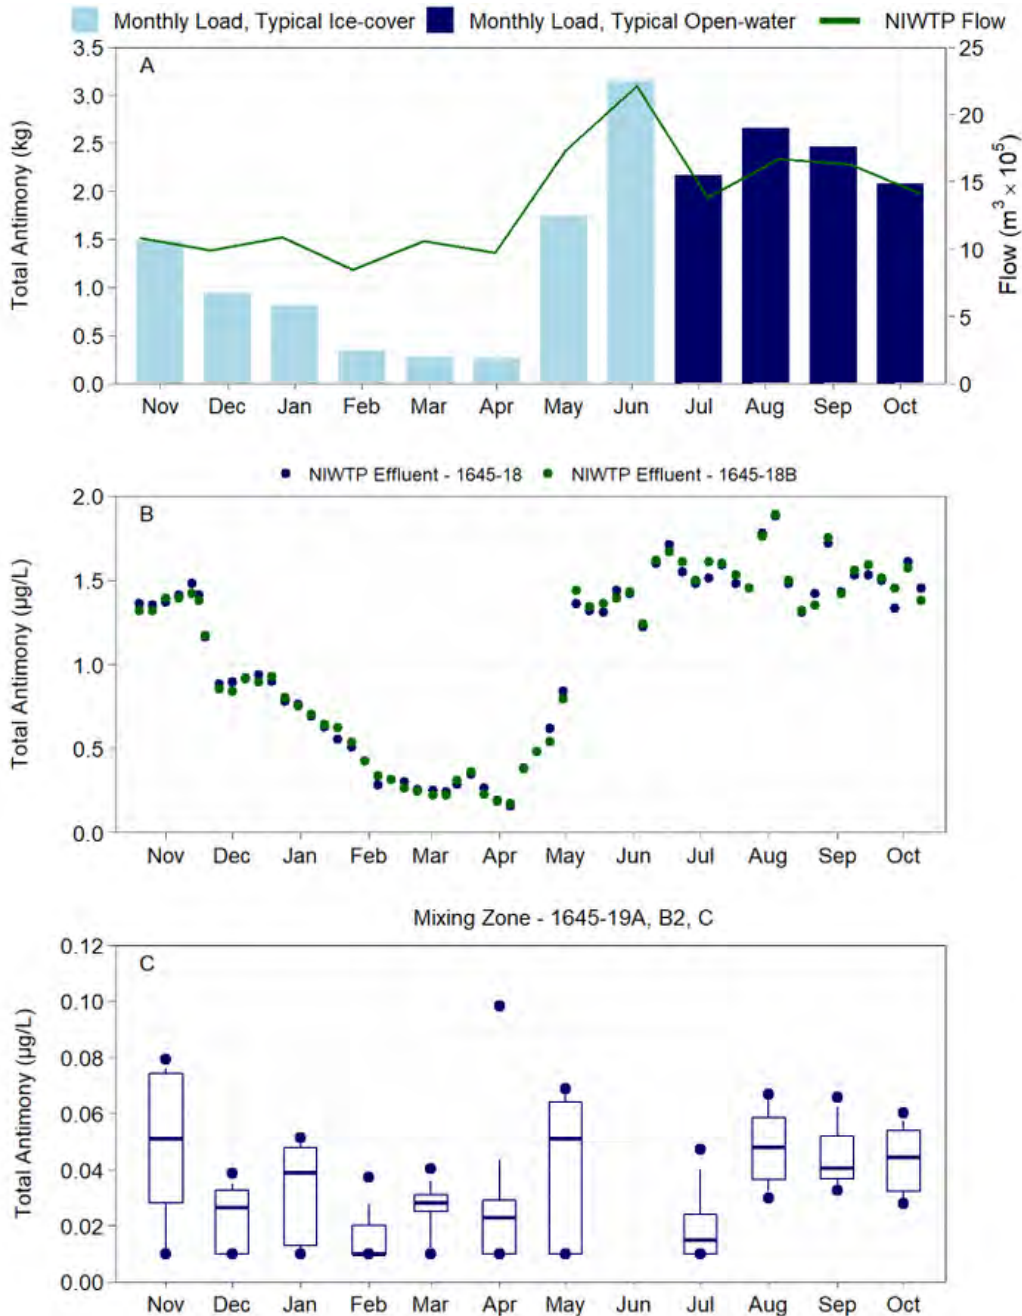 Monthly Load, Typical Ice-cover Monthly Load, Typical Open-water NIWTP Flow
A
Total Antimony (kg)
3.5
3.0
2.5
2.0
1.5
1.0
0.5
0.0
25
20
15
10
5
0
Flow (m³ × 10⁵)
Nov Dec Jan Feb Mar Apr May Jun Jul Aug Sep Oct
NIWTP Effluent - 1645-18 NIWTP Effluent - 1645-18B
B
Total Antimony (µg/L)
2.0
1.5
1.0
0.5
0.0
Nov Dec Jan Feb Mar Apr May Jun Jul Aug Sep Oct
Mixing Zone - 1645-19A, B2, C
C
Total Antimony (µg/L)
0.12
0.10
0.08
0.06
0.04
0.02
0.00
Nov Dec Jan Feb Mar Apr May Jun Jul Aug Sep Oct